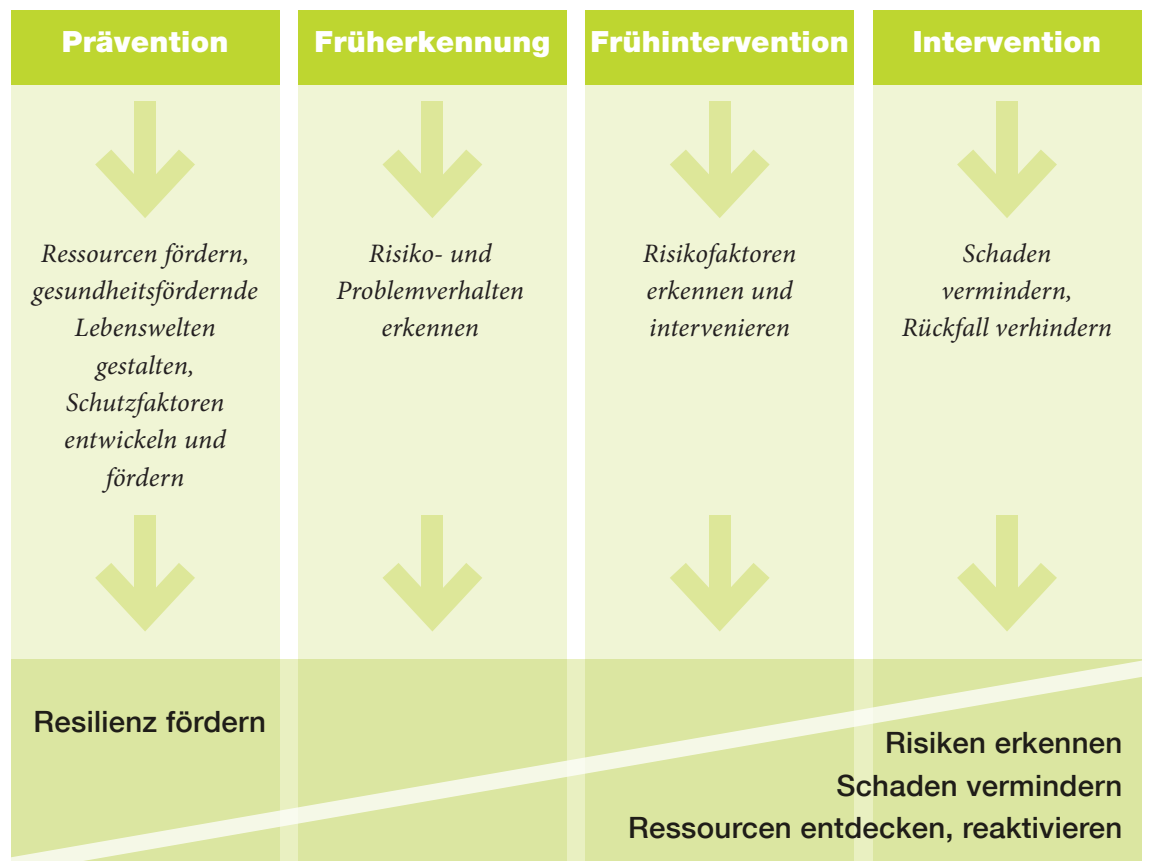 Prävention
Ressourcen fördern,
gesundheitsfördernde
Lebenswelten
gestalten,
Schutzfaktoren
entwickeln und
fördern
Früherkennung
Risiko- und
Problemverhalten
erkennen
Frühintervention
Risikofaktoren
erkennen und
intervenieren
Intervention
Schaden
vermindern,
Rückfall verhindern
Resilienz fördern
Risiken erkennen
Schaden vermindern
Ressourcen entdecken, reaktivieren